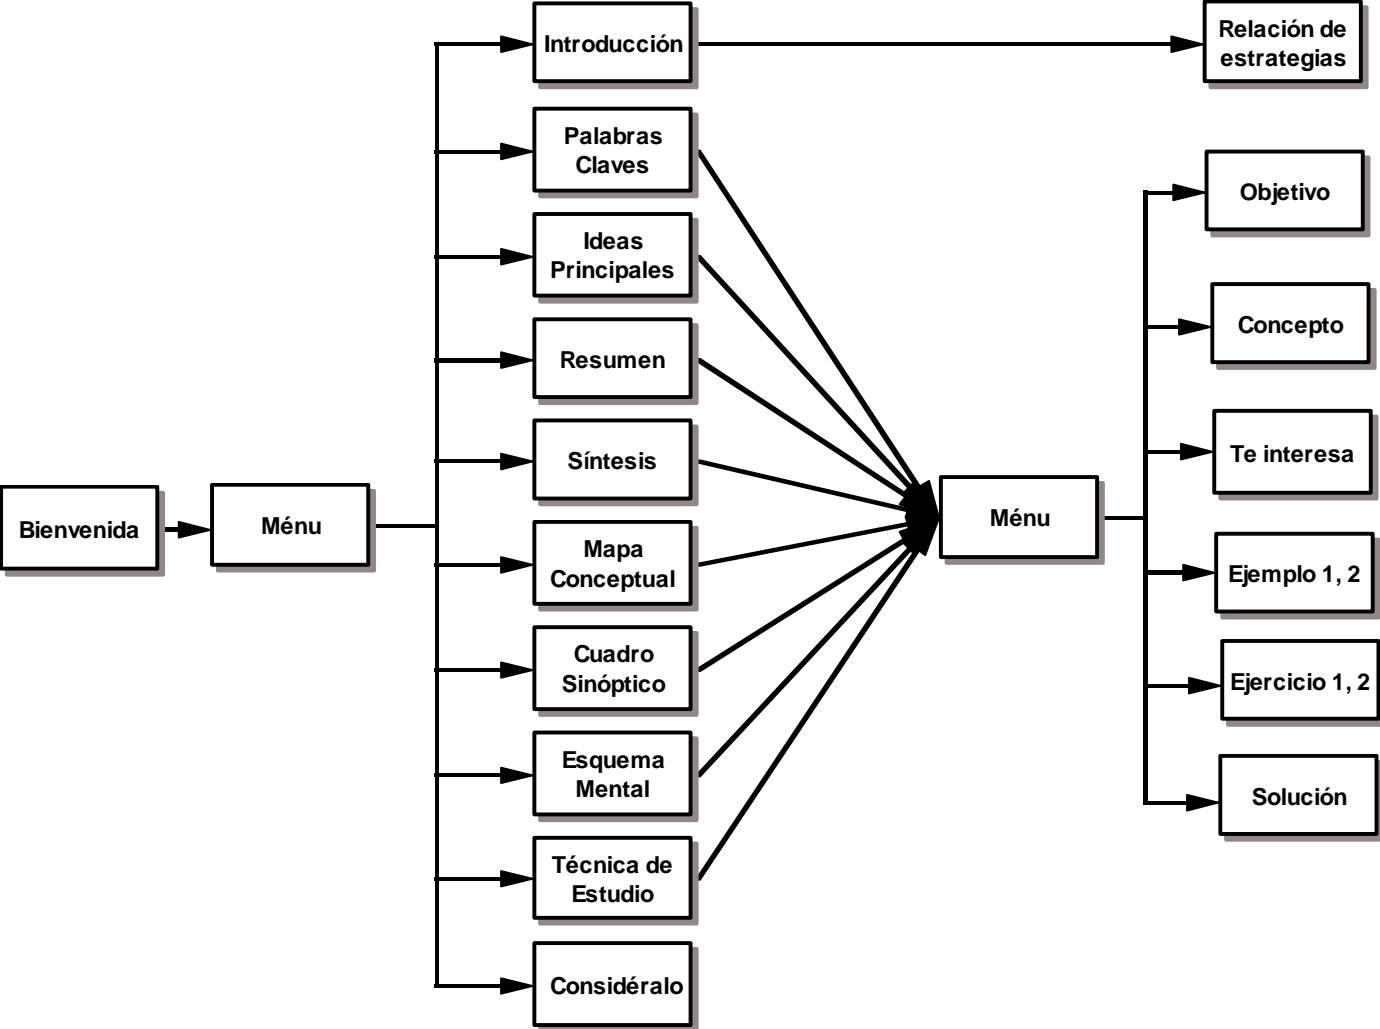 Bienvenida
Ménu
Introducción
Palabras
Claves
Ideas
Principales
Resumen
Síntesis
Mapa
Conceptual
Cuadro
Sinóptico
Esquema
Mental
Técnica de
Estudio
Considéralo
Ménu
Relación de
estrategias
Objetivo
Concepto
Te interesa
Ejemplo 1, 2
Ejercicio 1, 2
Solución